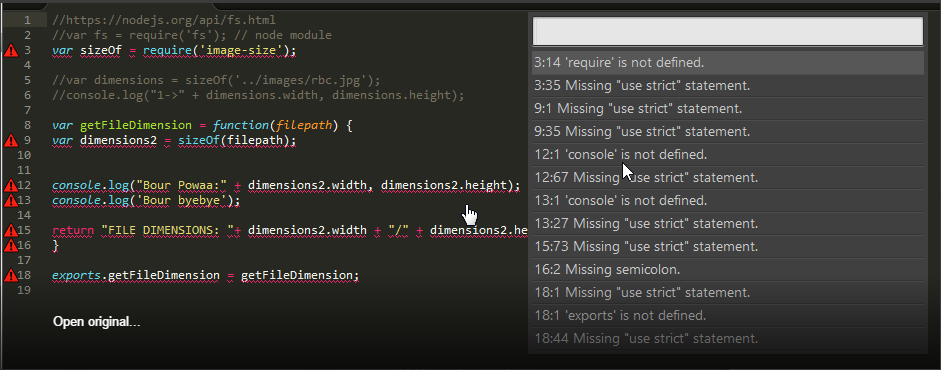 1 //https://nodejs.org/api/fs.html
2 //var fs = require('fs'); // node module
3 var sizeOf = require('image-size');
4
5 //var dimensions = sizeOf('../images/rbc.jpg');
6 //console.log("1->" + dimensions.width, dimensions.height);
7
8 var getFileDimension = function(filepath) {
9 var dimensions2 = sizeOf(filepath);
10
11
12 console.log("Bour Powaa:" + dimensions2.width, dimensions2.height);
13 console.log('Bour byebye');
14
15 return "FILE DIMENSIONS: "+ dimensions2.width + "/" + dimensions2.he
16 }
17
18 exports.getFileDimension = getFileDimension;
19
Open original...
3:14 'require' is not defined.
3:35 Missing "use strict" statement.
9:1 Missing "use strict" statement.
9:35 Missing "use strict" statement.
12:1 'console' is not defined.
12:67 Missing "use strict" statement.
13:1 'console' is not defined.
13:27 Missing "use strict" statement.
15:73 Missing "use strict" statement.
16:2 Missing semicolon.
18:1 Missing "use strict" statement.
18:1 'exports' is not defined.
18:44 Missing "use strict" statement.